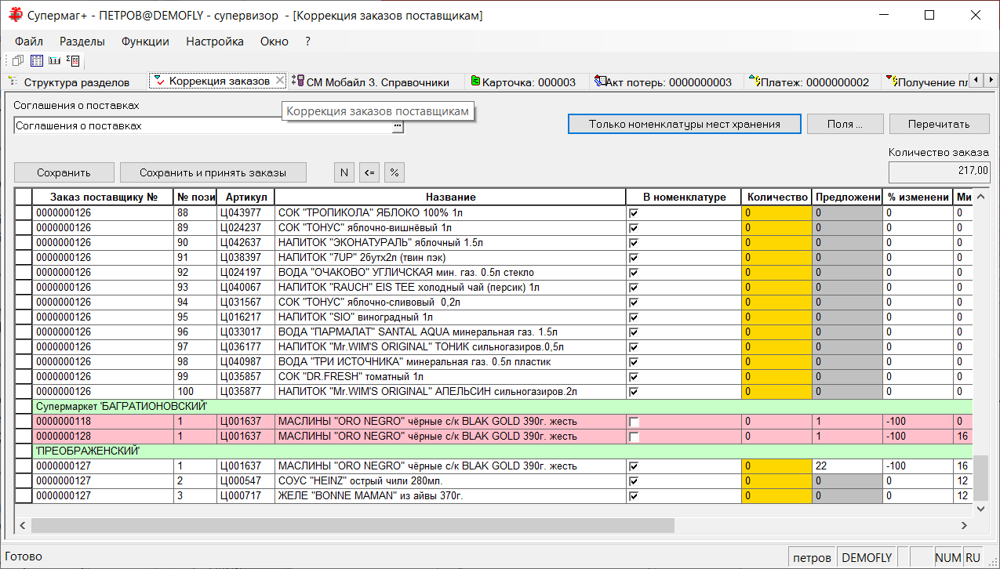 Супермаг+ - ПЕТРОВ@DEMOFLY - супервизор - [Коррекция заказов поставщикам]
Файл Разделы Функции Настройка Окно ?
Структура разделов Коррекция заказов СМ Мобайл 3. Справочники Карточка: 000003 Акт потерь: 0000000003 Платеж: 0000000002 Получение пл
Соглашения о поставках
Коррекция заказов поставщикам
Соглашения о поставках ...
Только номенклатуры мест хранения Поля ... Перечитать
Количество заказа
Сохранить Сохранить и принять заказы N <= % 217,00
Заказ поставщику № № пози Артикул Название В номенклатуре Количество Предложени % изменени Ми
0000000126 88 Ц043977 СОК "ТРОПИКОЛА" ЯБЛОКО 100% 1л 0 0 0 0
0000000126 89 Ц024237 СОК "ТОНУС" яблочно-вишнёвый 1л 0 0 0 0
0000000126 90 Ц042637 НАПИТОК "ЭКОНАТУРАЛЬ" яблочный 1.5л 0 0 0 0
0000000126 91 Ц038397 НАПИТОК "7UP" 2бутх2л (твин пэк) 0 0 0 0
0000000126 92 Ц024197 ВОДА "ОЧАКОВО" УГЛИЧСКАЯ мин. газ. 0.5л стекло 0 0 0 0
0000000126 93 Ц040067 НАПИТОК "RAUCH" EIS TEE холодный чай (персик) 1л 0 0 0 0
0000000126 94 Ц031567 СОК "ТОНУС" яблочно-сливовый 0,2л 0 0 0 0
0000000126 95 Ц016217 НАПИТОК "SIO" виноградный 1л 0 0 0 0
0000000126 96 Ц033017 ВОДА "ПАРМАЛАТ" SANTAL AQUA минеральная газ. 1.5л 0 0 0 0
0000000126 97 Ц036177 НАПИТОК "Mr.WIM'S ORIGINAL" ТОНИК сильногазиров.0,5л 0 0 0 0
0000000126 98 Ц040987 ВОДА "ТРИ ИСТОЧНИКА" минеральная газ. 0.5л пластик 0 0 0 0
0000000126 99 Ц035857 СОК "DR.FRESH" томатный 1л 0 0 0 0
0000000126 100 Ц035877 НАПИТОК "Mr.WIM'S ORIGINAL" АПЕЛЬСИН сильногазиров.2л 0 0 0 0
Супермаркет 'БАГРАТИОНОВСКИЙ'
0000000118 1 Ц001637 МАСЛИНЫ "ORO NEGRO" чёрные с/к BLAK GOLD 390г. жесть 0 1 -100 0
0000000128 1 Ц001637 МАСЛИНЫ "ORO NEGRO" чёрные с/к BLAK GOLD 390г. жесть 0 1 -100 16
'ПРЕОБРАЖЕНСКИЙ'
0000000127 1 Ц001637 МАСЛИНЫ "ORO NEGRO" чёрные с/к BLAK GOLD 390г. жесть 0 22 -100 16
0000000127 2 Ц000547 СОУС "HEINZ" острый чили 280мл. 0 0 0 12
0000000127 3 Ц000717 ЖЕЛЕ "BONNE MAMAN" из айвы 370г. 0 0 0 12
Готово петров DEMOFLY NUM RU